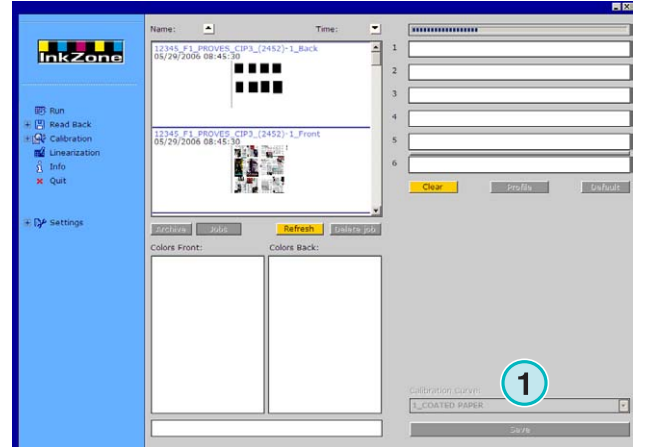 InkZone
Run
Read Back
Calibration
Linearization
Info
Quit
Settings
Name:
Time:
12345_F1_PROVES_CIP3_(2452)-1_Back
05/29/2006 08:45:30
12345_F1_PROVES_CIP3_(2452)-1_Front
05/29/2006 08:45:30
Archive
Jobs
Refresh
Delete job
Colors Front:
Colors Back:
1
2
3
4
5
6
Clear
Profile
Default
Calibration Curves
1_COATED PAPER
Save
1